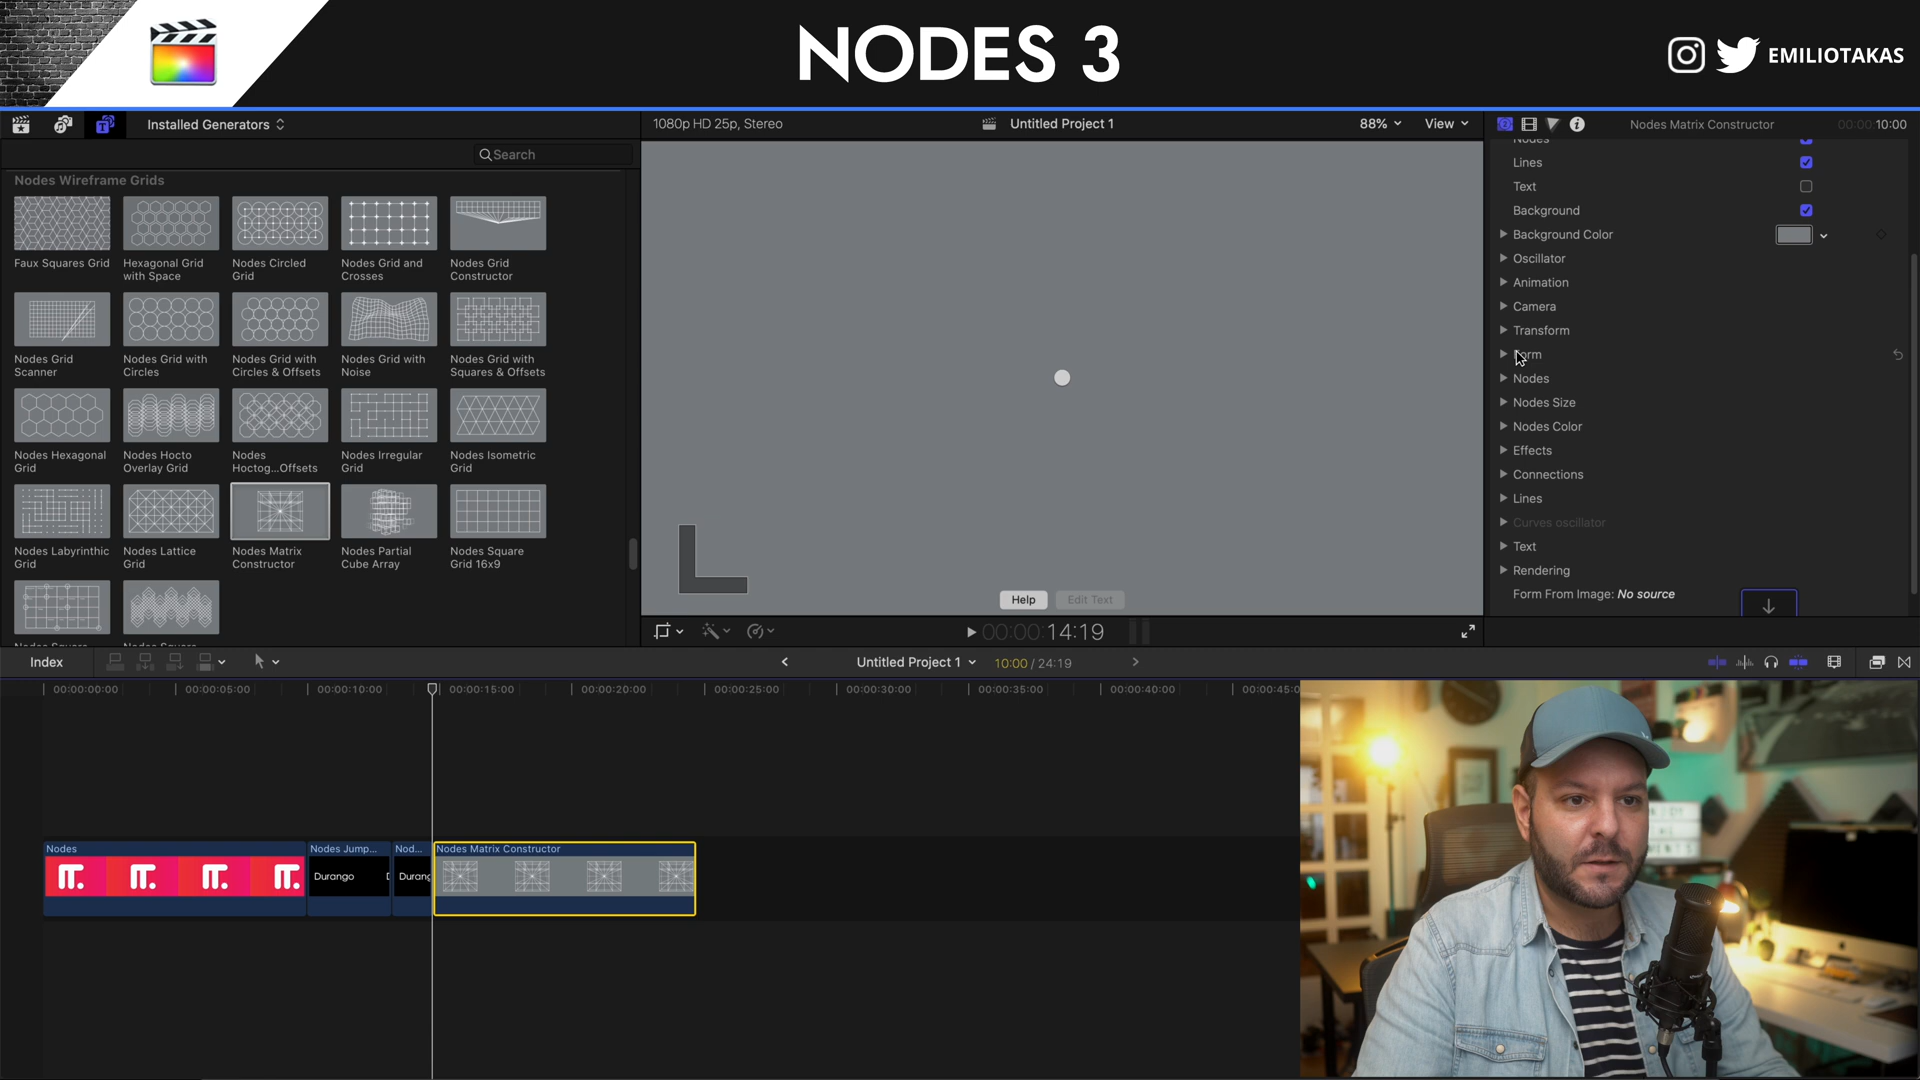 NODES 3
EMILIOTAKAS
Installed Generators
1080p HD 25p, Stereo
Untitled Project 1
88%
View
Nodes Matrix Constructor
00:00:10:00
Search
Nodes Wireframe Grids
Faux Squares Grid
Hexagonal Grid with Space
Nodes Circled Grid
Nodes Grid and Crosses
Nodes Grid Constructor
Nodes Grid Scanner
Nodes Grid with Circles
Nodes Grid with Circles & Offsets
Nodes Grid with Noise
Nodes Grid with Squares & Offsets
Nodes Hexagonal Grid
Nodes Hocto Overlay Grid
Nodes Hoctog...Offsets
Nodes Irregular Grid
Nodes Isometric Grid
Nodes Labyrinthic Grid
Nodes Lattice Grid
Nodes Matrix Constructor
Nodes Partial Cube Array
Nodes Square Grid 16x9
Help
Edit Text
00:00:14:19
Nodes
Lines
Text
Background
Background Color
Oscillator
Animation
Camera
Transform
Form
Nodes
Nodes Size
Nodes Color
Effects
Connections
Lines
Curves oscillator
Text
Rendering
Form From Image: No source
Index
Untitled Project 1
10:00 / 24:19
00:00:00:00
00:00:05:00
00:00:10:00
00:00:15:00
00:00:20:00
00:00:25:00
00:00:30:00
00:00:35:00
00:00:40:00
00:00:45:0
Nodes
Nodes Jump...
Nod...
Nodes Matrix Constructor
Durango